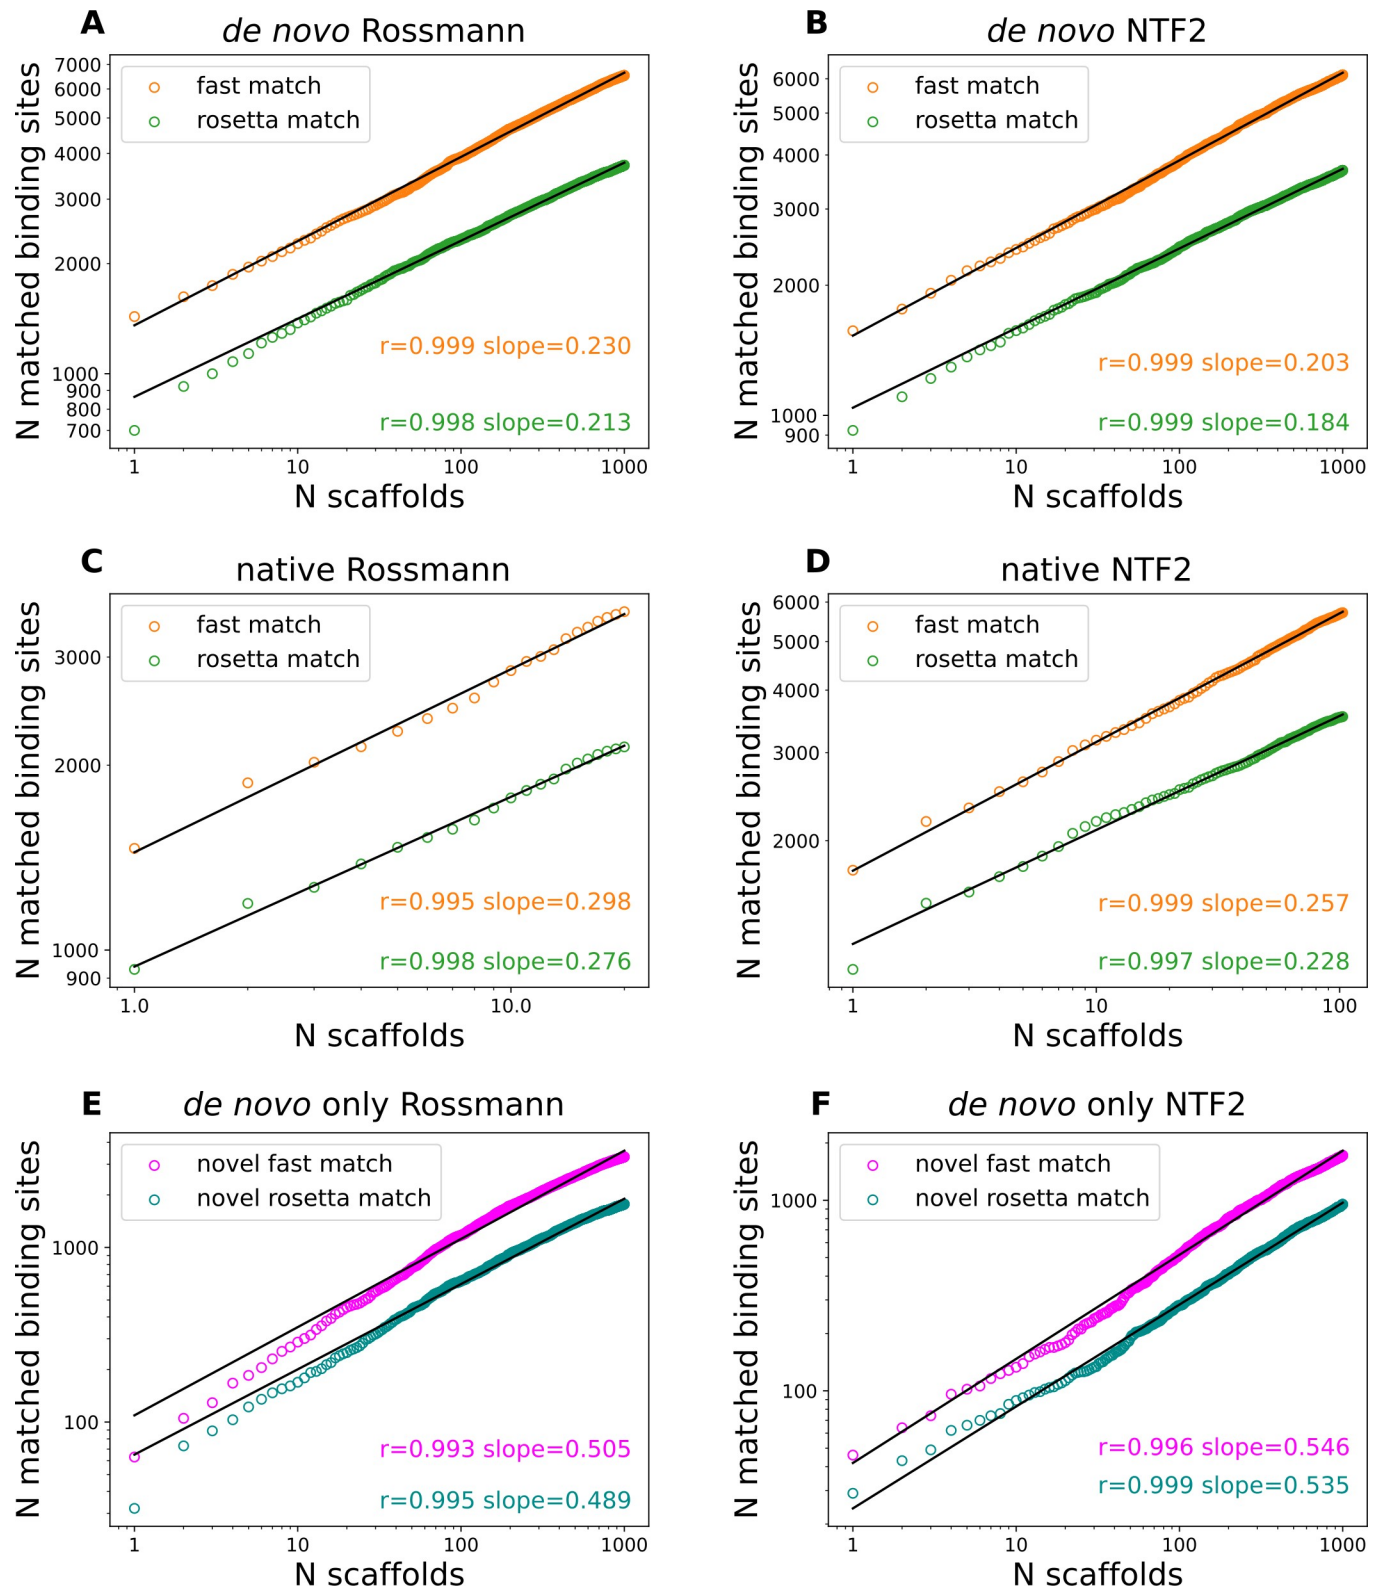 A
de novo Rossmann
N matched binding sites
7000
6000
5000
4000
3000
2000
1000
900
800
700
fast match
rosetta match
r=0.999 slope=0.230
r=0.998 slope=0.213
1
10
100
1000
N scaffolds
B
de novo NTF2
N matched binding sites
6000
5000
4000
3000
2000
1000
900
fast match
rosetta match
r=0.999 slope=0.203
r=0.999 slope=0.184
1
10
100
1000
N scaffolds
C
native Rossmann
N matched binding sites
3000
2000
1000
900
fast match
rosetta match
r=0.995 slope=0.298
r=0.998 slope=0.276
1.0
10.0
N scaffolds
D
native NTF2
N matched binding sites
6000
5000
4000
3000
2000
fast match
rosetta match
r=0.999 slope=0.257
r=0.997 slope=0.228
1
10
100
N scaffolds
E
de novo only Rossmann
N matched binding sites
1000
100
novel fast match
novel rosetta match
r=0.993 slope=0.505
r=0.995 slope=0.489
1
10
100
1000
N scaffolds
F
de novo only NTF2
N matched binding sites
1000
100
novel fast match
novel rosetta match
r=0.996 slope=0.546
r=0.999 slope=0.535
1
10
100
1000
N scaffolds